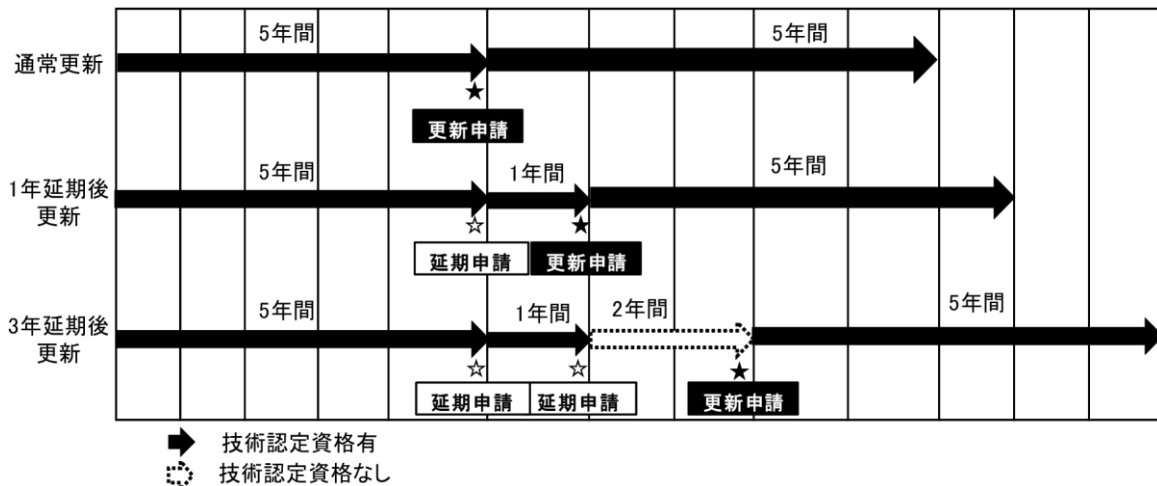 5年間
5年間
通常更新
★
更新申請
5年間
1年間
5年間
1年延期後
更新
☆
★
延期申請
更新申請
5年間
1年間
2年間
5年間
3年延期後
更新
☆
☆
★
延期申請
延期申請
更新申請
技術認定資格有
技術認定資格なし